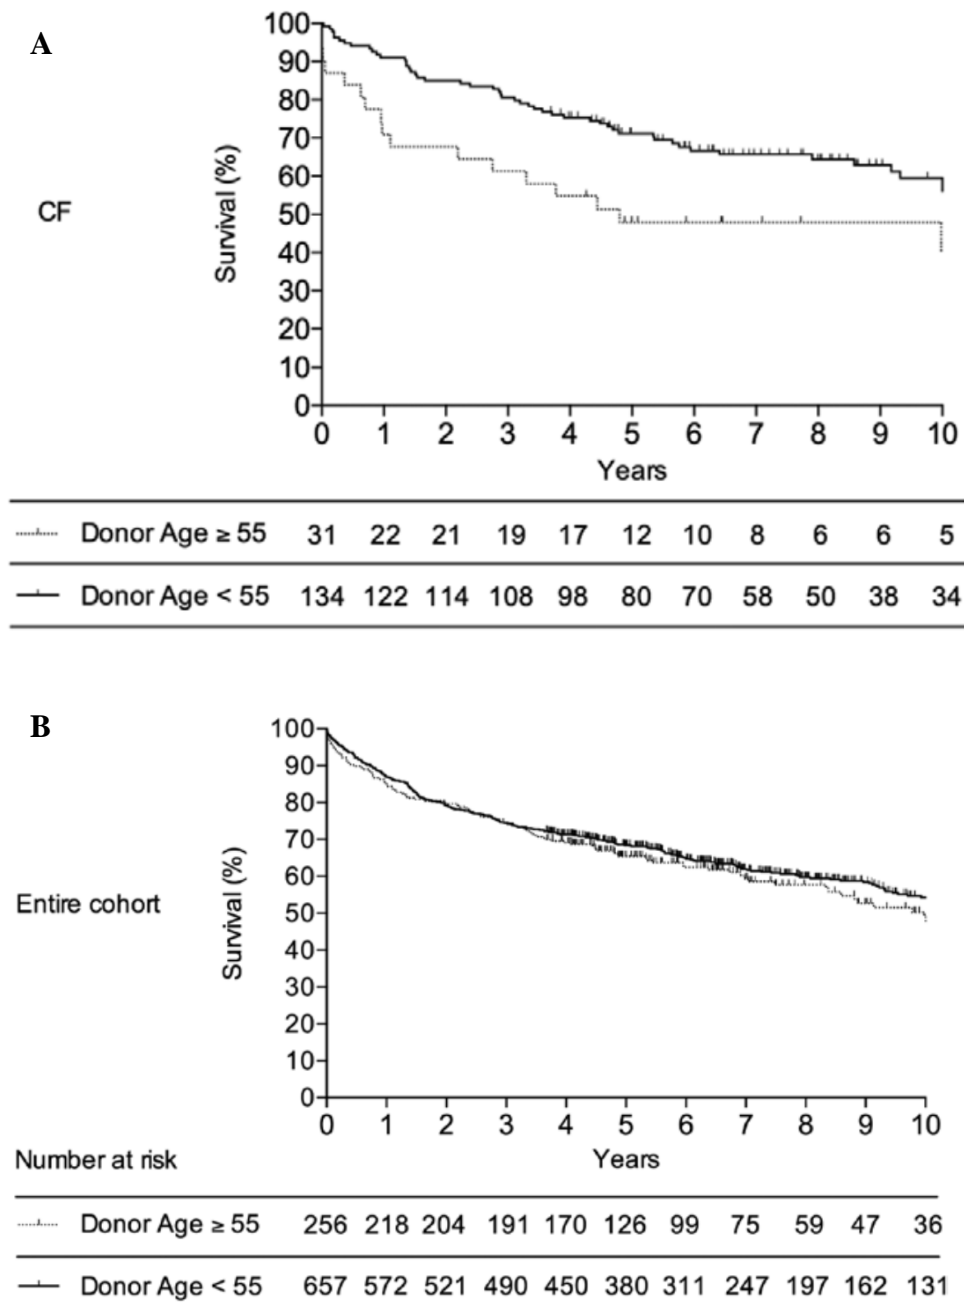 A
CF
Survival (%)
100
90
80
70
60
50
40
30
20
10
0
0 1 2 3 4 5 6 7 8 9 10
Years
Donor Age ≥ 55 31 22 21 19 17 12 10 8 6 6 5
Donor Age < 55 134 122 114 108 98 80 70 58 50 38 34
B
Entire cohort
Survival (%)
100
90
80
70
60
50
40
30
20
10
0
0 1 2 3 4 5 6 7 8 9 10
Years
Number at risk
Donor Age ≥ 55 256 218 204 191 170 126 99 75 59 47 36
Donor Age < 55 657 572 521 490 450 380 311 247 197 162 131